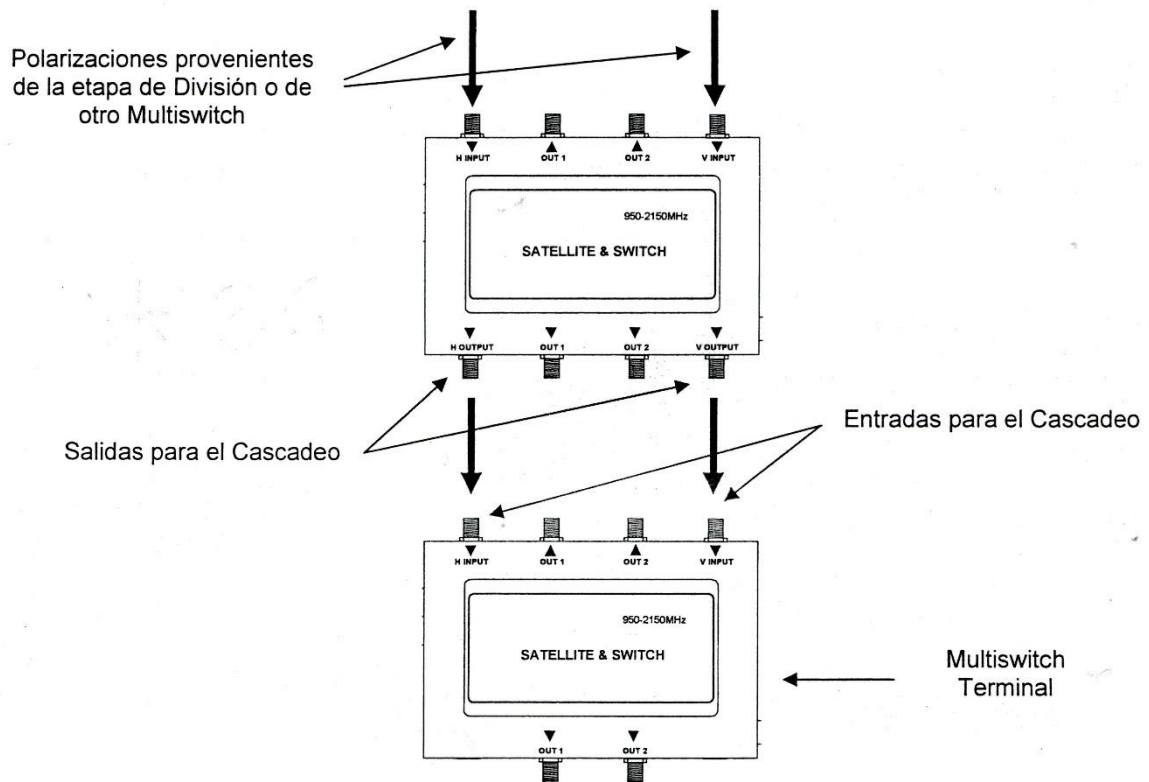 Polarizaciones provenientes
de la etapa de División o de
otro Multiswitch
H INPUT OUT 1 OUT 2 V INPUT
950-2150MHz
SATELLITE & SWITCH
H OUTPUT OUT 1 OUT 2 V OUTPUT
Salidas para el Cascadeo
Entradas para el Cascadeo
H INPUT OUT 1 OUT 2 V INPUT
950-2150MHz
SATELLITE & SWITCH
Multiswitch
Terminal
OUT 1 OUT 2